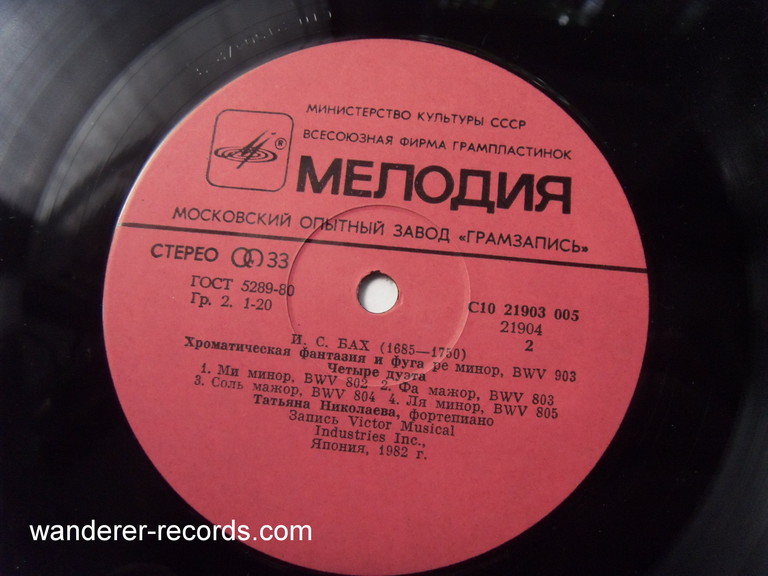 МИНИСТЕРСТВО КУЛЬТУРЫ СССР
ВСЕСОЮЗНАЯ ФИРМА ГРАМПЛАСТИНОК
®
МЕЛОДИЯ
МОСКОВСКИЙ ОПЫТНЫЙ ЗАВОД «ГРАМЗАПИСЬ»
СТЕРЕО 33
ГОСТ 5289-80
Гр. 2. 1-20
С10 21903 005
21904
2
И. С. БАХ (1685—1750)
Хроматическая фантазия и фуга ре минор, BWV 903
Четыре дуэта
1. Ми минор, BWV 802 2. Фа мажор, BWV 803
3. Соль мажор, BWV 804 4. Ля минор, BWV 805
Татьяна Николаева, фортепиано
Запись Victor Musical
Industries Inc.,
Япония, 1982 г.
wanderer-records.com